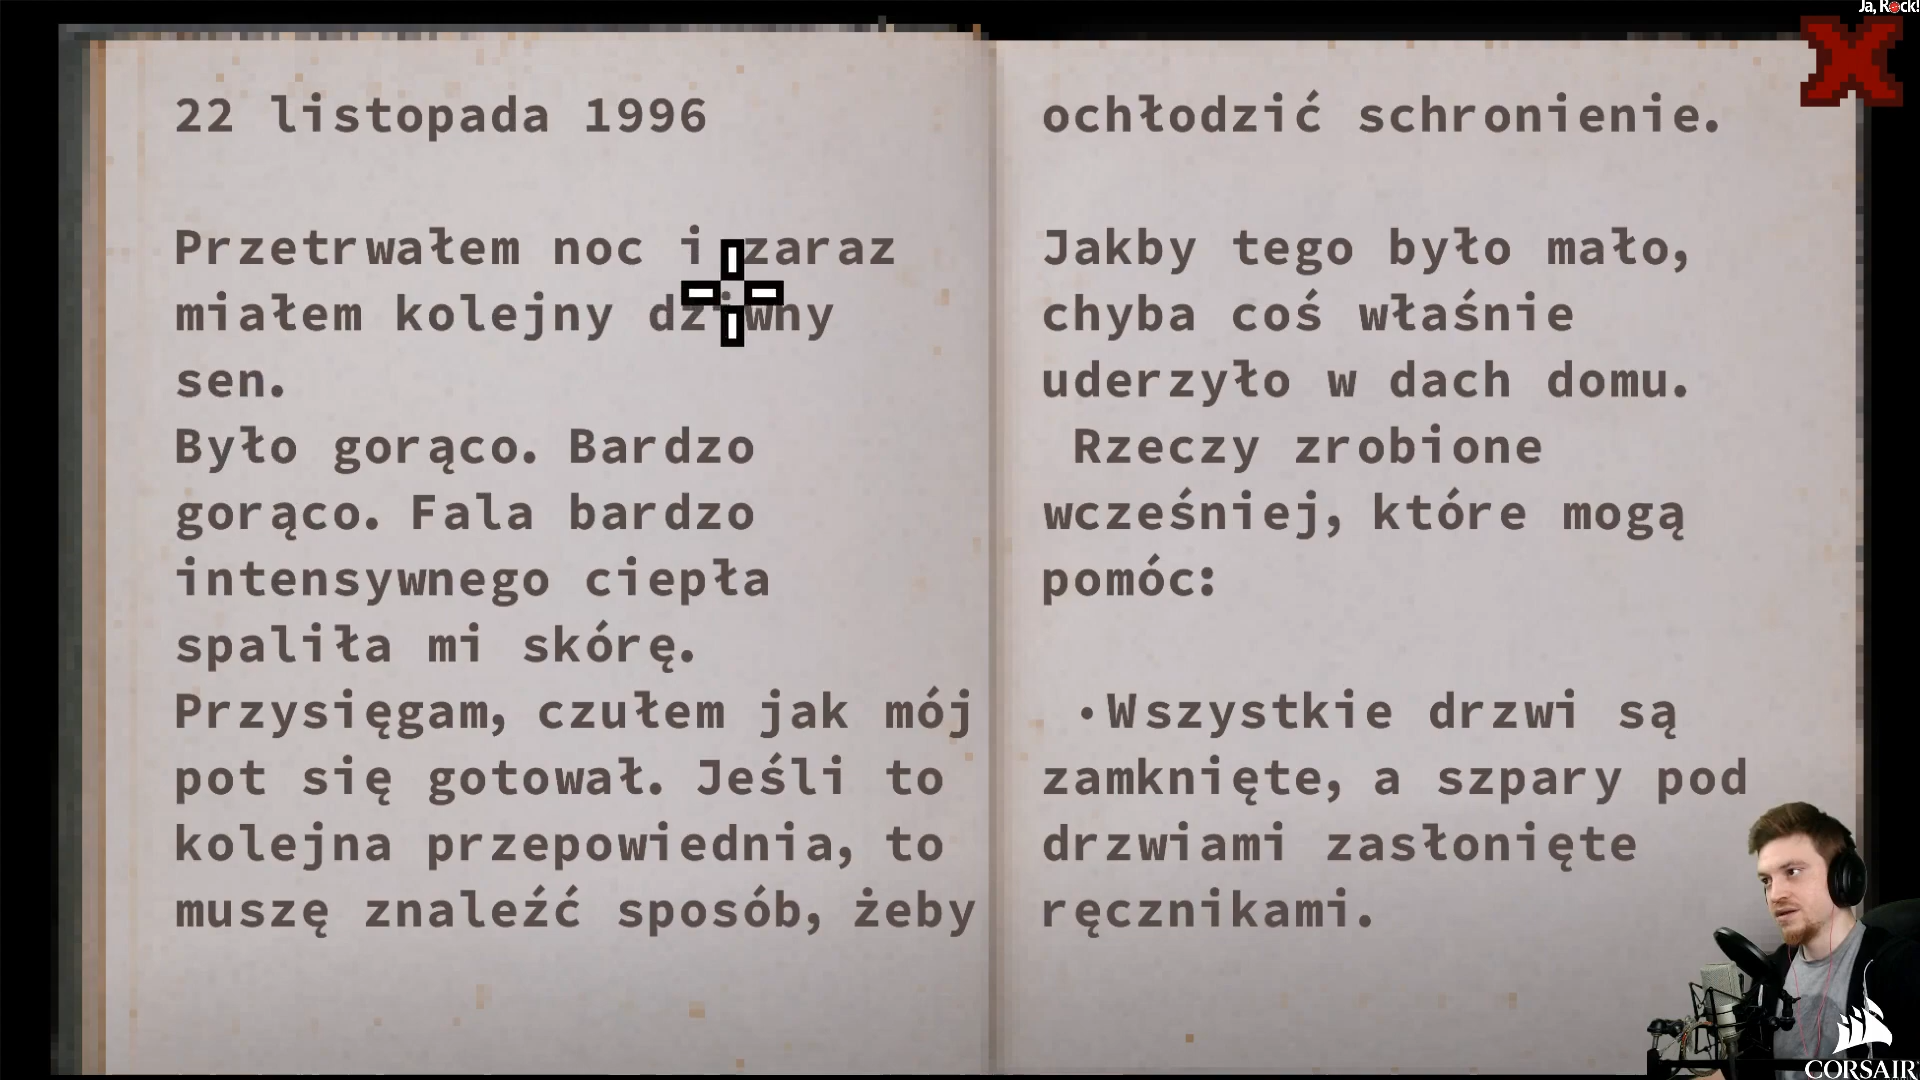 22 listopada 1996
Przetrwałem noc i zaraz
miałem kolejny dziwny
sen.
Było gorąco. Bardzo
gorąco. Fala bardzo
intensywnego ciepła
spaliła mi skórę.
Przysięgam, czułem jak mój
pot się gotował. Jeśli to
kolejna przepowiednia, to
muszę znaleźć sposób, żeby
ochłodzić schronienie.
Jakby tego było mało,
chyba coś właśnie
uderzyło w dach domu.
Rzeczy zrobione
wcześniej, które mogą
pomóc:
•Wszystkie drzwi są
zamknięte, a szpary pod
drzwiami zasłonięte
ręcznikami.
Ja, Rock!
X
CORSAIR